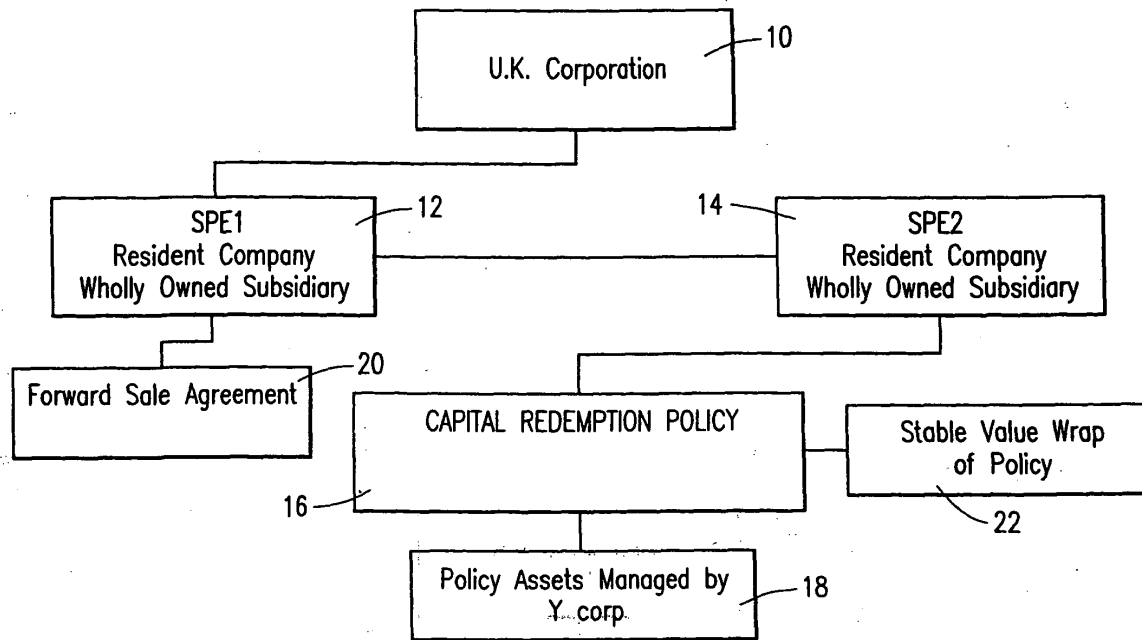 U.K. Corporation
10
SPE1
Resident Company
Wholly Owned Subsidiary
12
14
SPE2
Resident Company
Wholly Owned Subsidiary
Forward Sale Agreement
20
CAPITAL REDEMPTION POLICY
16
Stable Value Wrap
of Policy
22
Policy Assets Managed by
Y corp
18